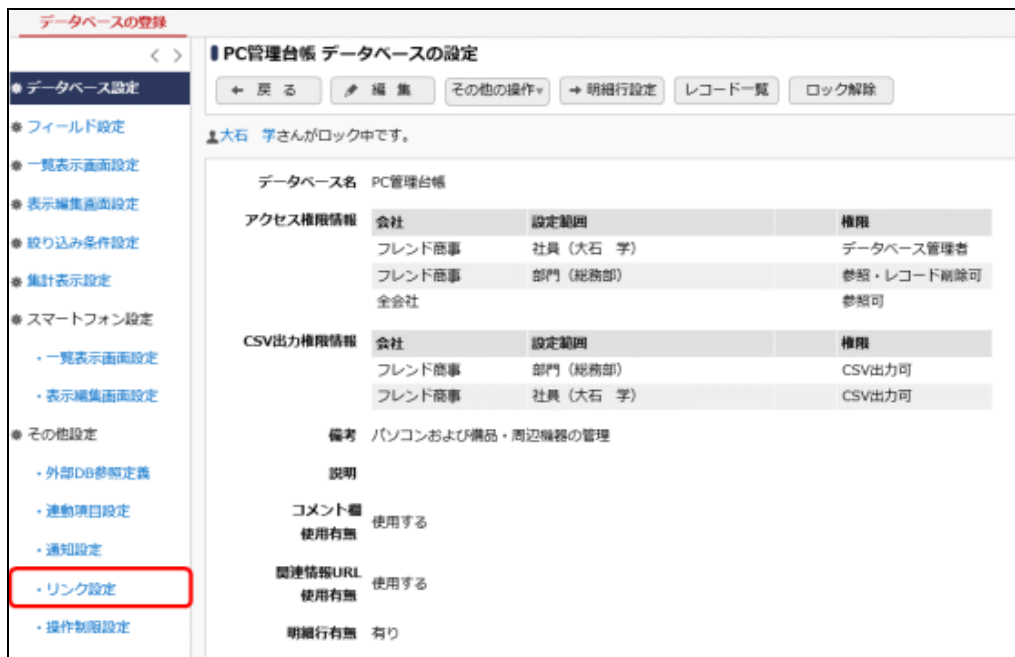 データベースの登録
< >
データベース設定
フィールド設定
一覧表示画面設定
表示編集画面設定
絞り込み条件設定
集計表示設定
スマートフォン設定
・一覧表示画面設定
・表示編集画面設定
その他設定
・外部DB参照定義
・連動項目設定
・通知設定
・リンク設定
・操作制限設定
PC管理台帳 データベースの設定
← 戻 る 編 集 その他の操作▼ → 明細行設定 レコード一覧 ロック解除
大石 学さんがロック中です。
データベース名 PC管理台帳
アクセス権限情報 会社 設定範囲 権限
フレンド商事 社員（大石 学） データベース管理者
フレンド商事 部門（総務部） 参照・レコード削除可
全会社 参照可
CSV出力権限情報 会社 設定範囲 権限
フレンド商事 部門（総務部） CSV出力可
フレンド商事 社員（大石 学） CSV出力可
備考 パソコンおよび備品・周辺機器の管理
説明
コメント欄
使用有無 使用する
関連情報URL
使用有無 使用する
明細行有無 有り